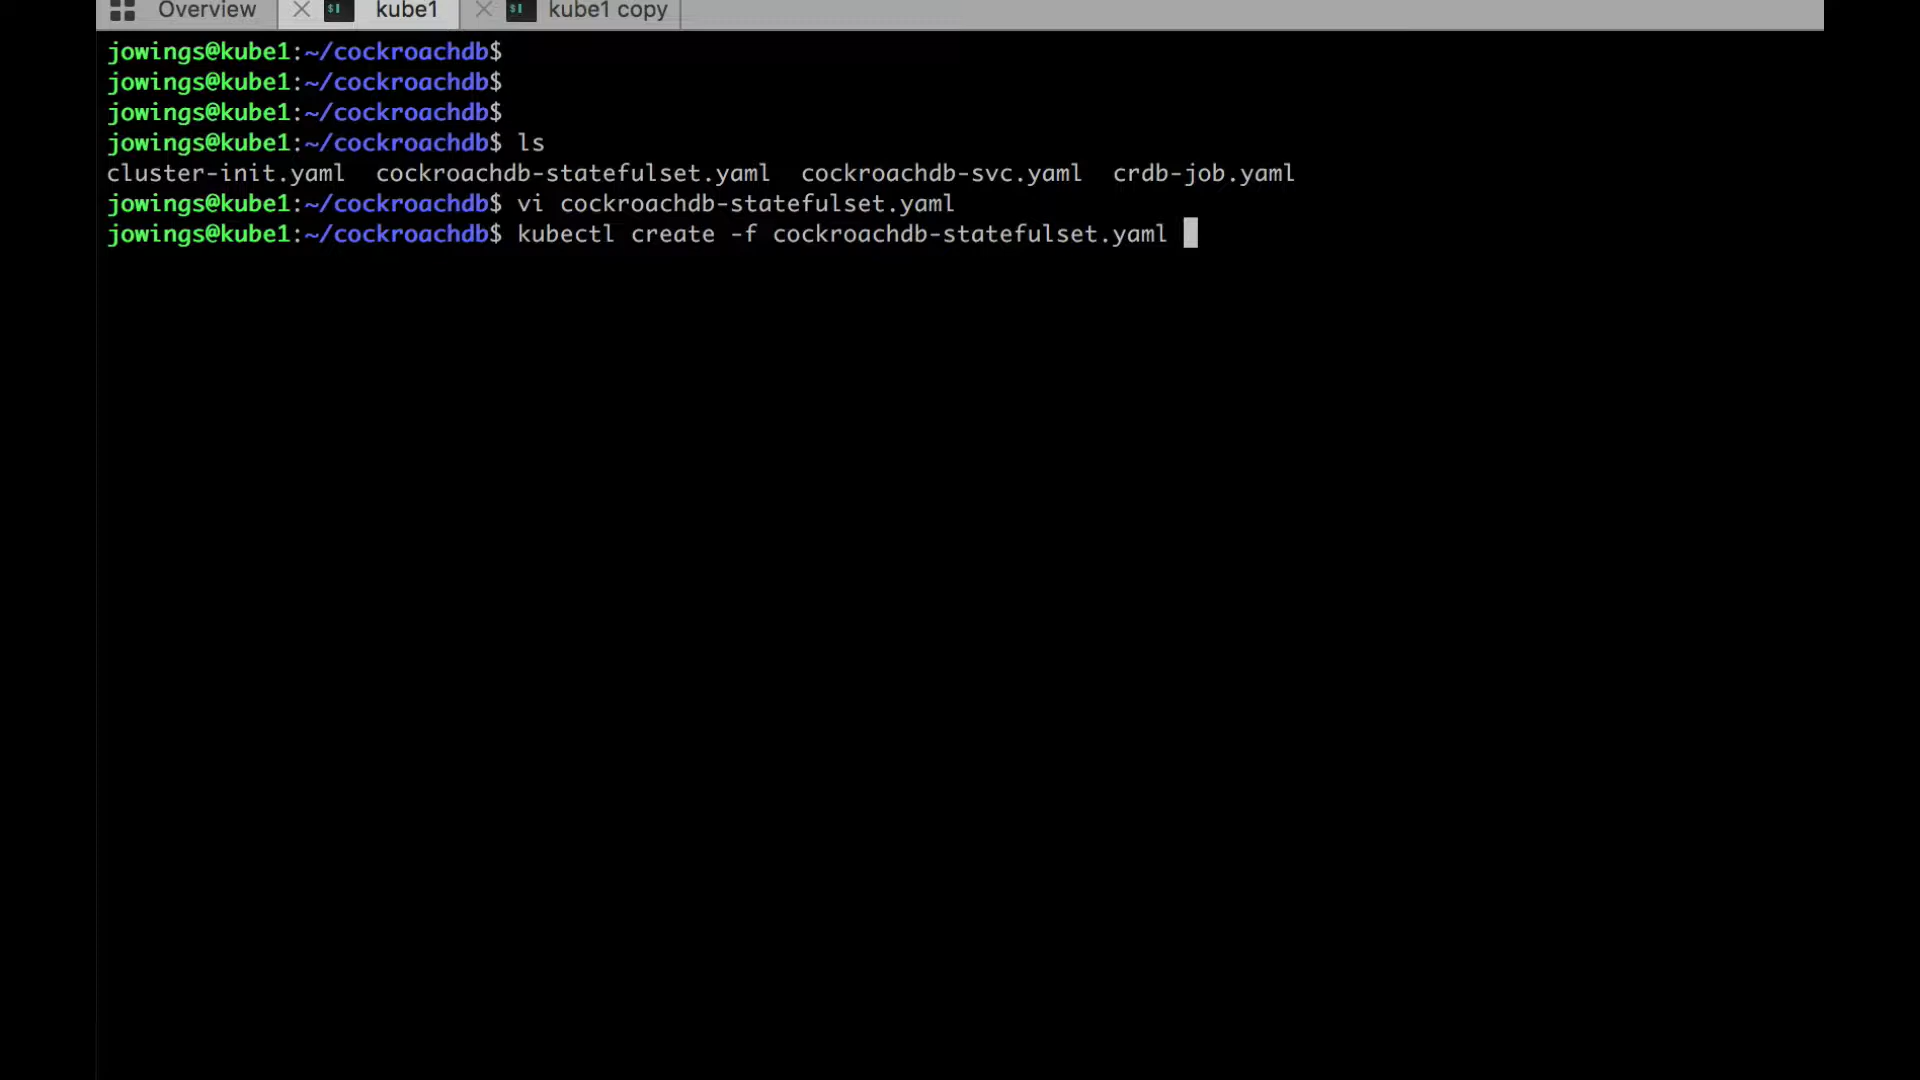 Overview kube1 kube1 copy
jowings@kube1:~/cockroachdb$
jowings@kube1:~/cockroachdb$
jowings@kube1:~/cockroachdb$
jowings@kube1:~/cockroachdb$ ls
cluster-init.yaml cockroachdb-statefulset.yaml cockroachdb-svc.yaml crdb-job.yaml
jowings@kube1:~/cockroachdb$ vi cockroachdb-statefulset.yaml
jowings@kube1:~/cockroachdb$ kubectl create -f cockroachdb-statefulset.yaml